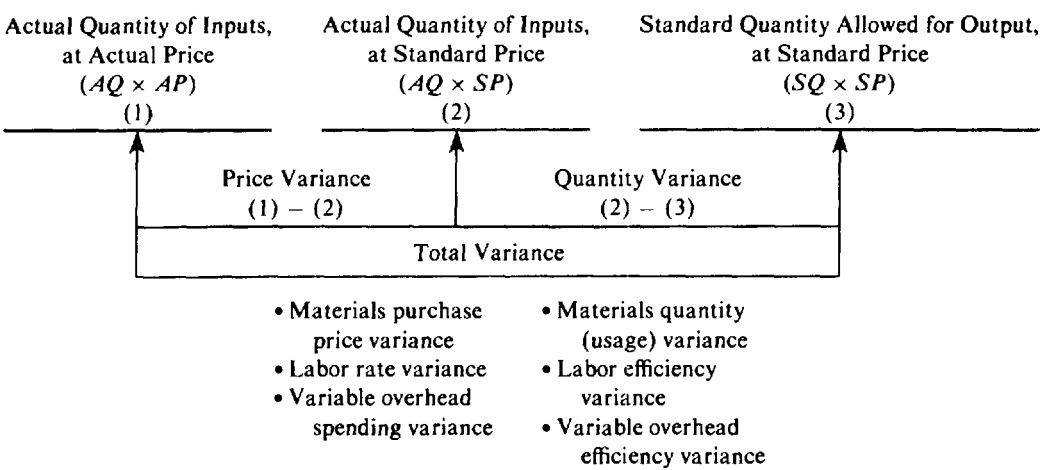 Actual Quantity of Inputs,
at Actual Price
(AQ × AP)
(1)
Actual Quantity of Inputs,
at Standard Price
(AQ × SP)
(2)
Standard Quantity Allowed for Output,
at Standard Price
(SQ × SP)
(3)
Price Variance
(1) − (2)
Quantity Variance
(2) − (3)
Total Variance
• Materials purchase
price variance
• Labor rate variance
• Variable overhead
spending variance
• Materials quantity
(usage) variance
• Labor efficiency
variance
• Variable overhead
efficiency variance